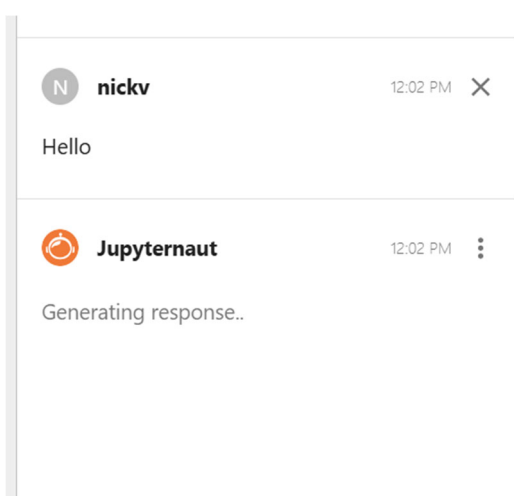 N nickv 12:02 PM
Hello
Jupyternaut 12:02 PM
Generating response..